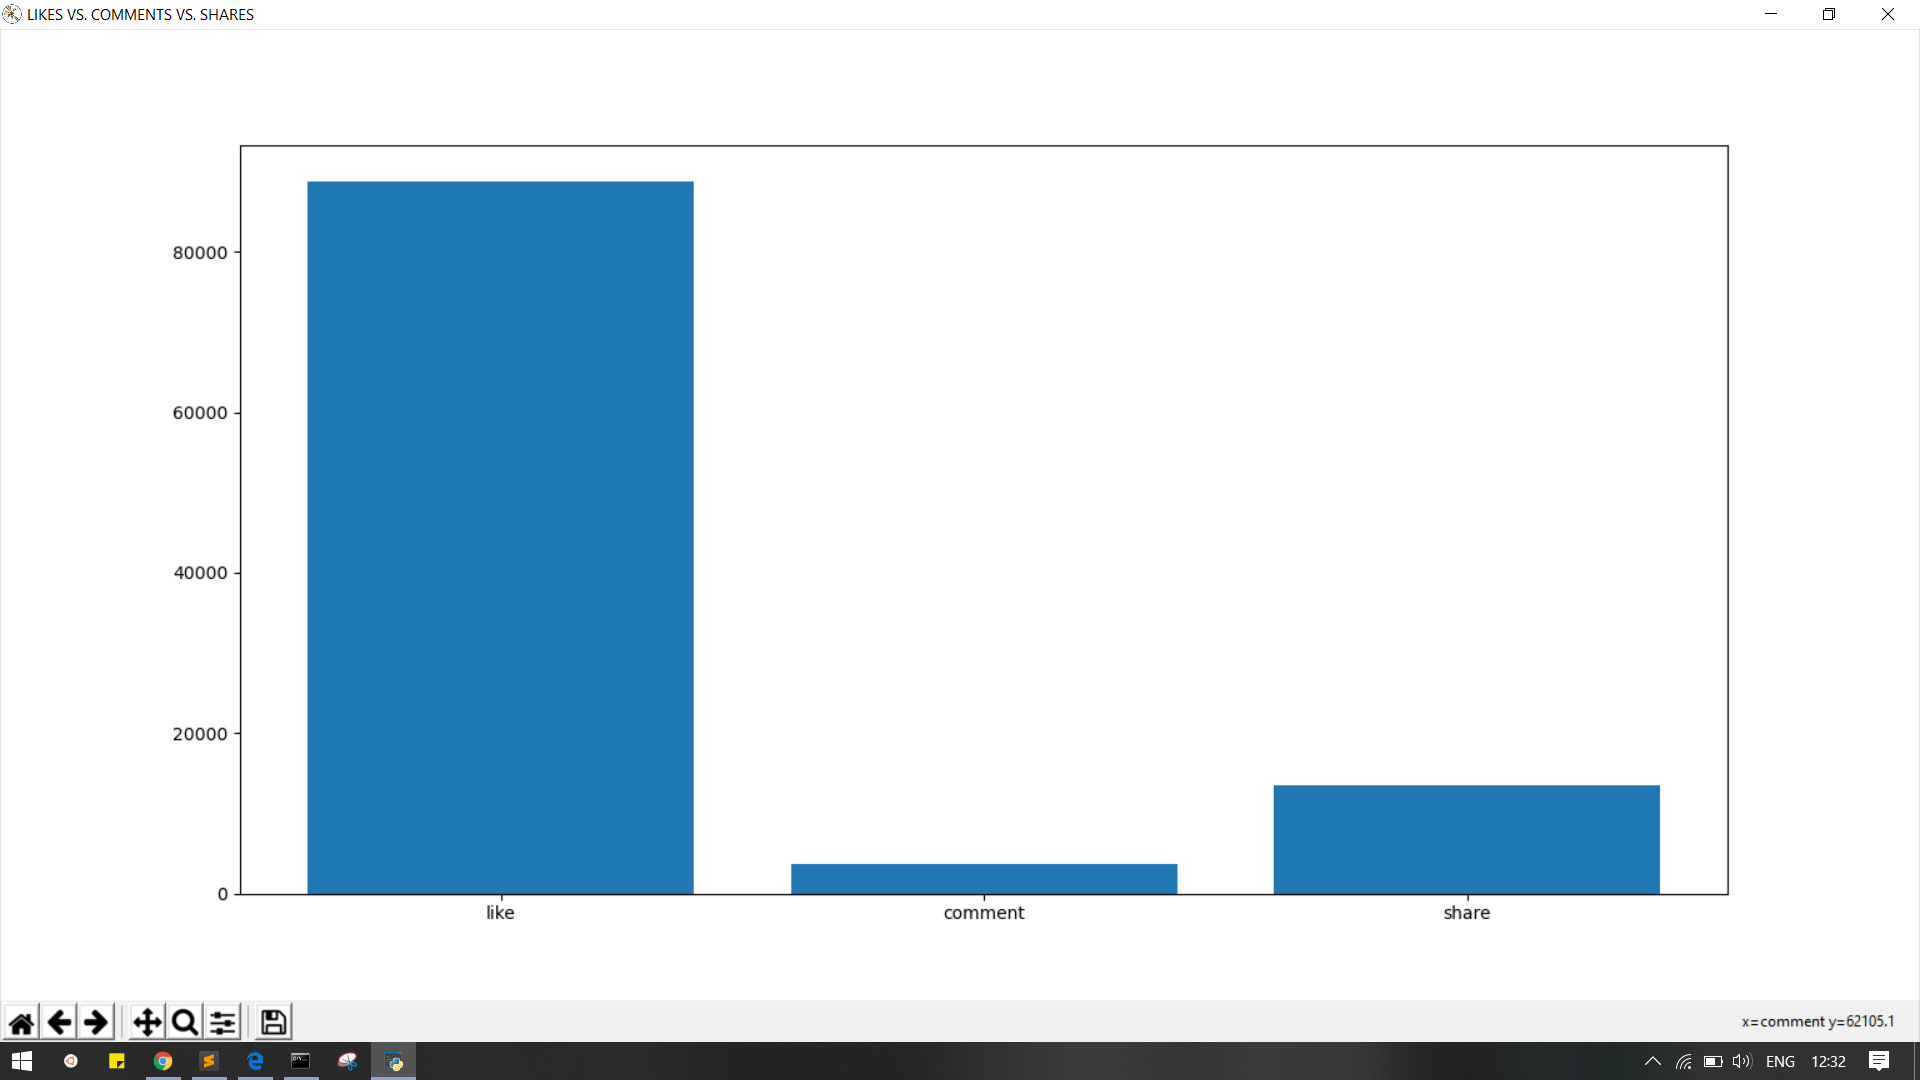 LIKES VS. COMMENTS VS. SHARES
80000
60000
40000
20000
0
like comment share
x=comment y=62105.1
ENG 12:32